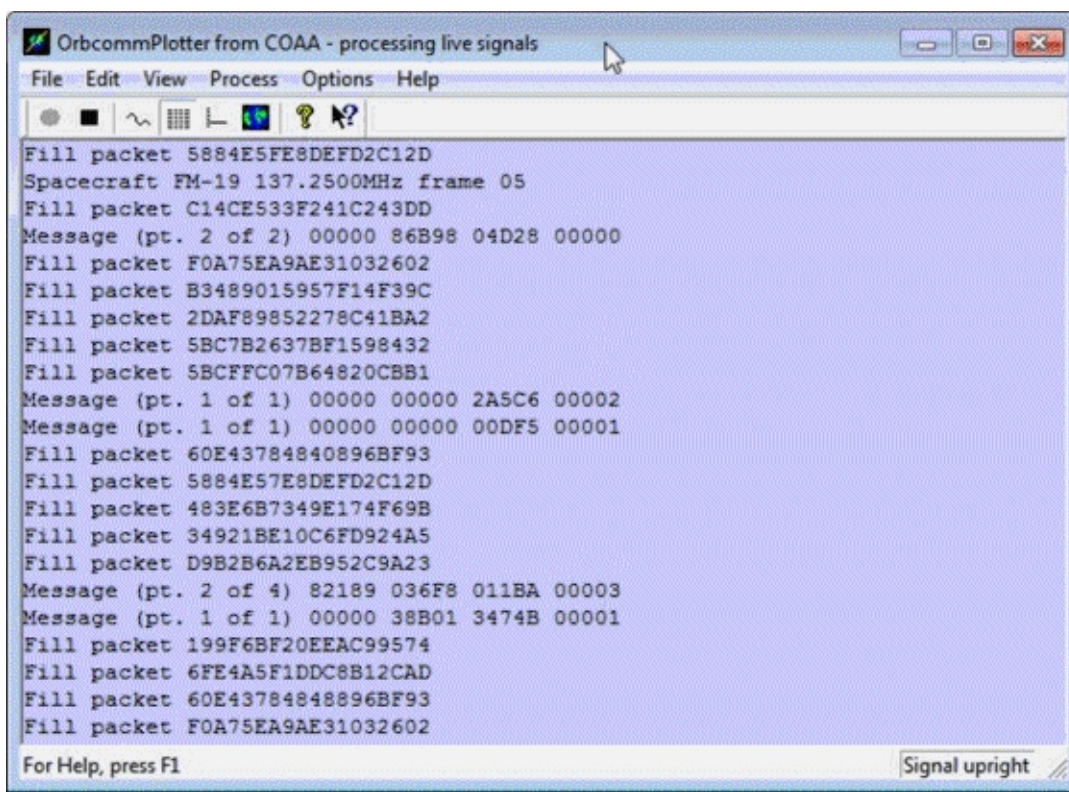 OrbcommPlotter from COAA - processing live signals
File Edit View Process Options Help
Fill packet 5884E5FE8DEFD2C12D
Spacecraft FM-19 137.2500MHz frame 05
Fill packet C14CE533F241C243DD
Message (pt. 2 of 2) 00000 86B98 04D28 00000
Fill packet F0A75EA9AE31032602
Fill packet B3489015957F14F39C
Fill packet 2DAF89852278C41BA2
Fill packet 5BC7B2637BF1598432
Fill packet 5BCFFC07B64820CBB1
Message (pt. 1 of 1) 00000 00000 2A5C6 00002
Message (pt. 1 of 1) 00000 00000 00DF5 00001
Fill packet 60E43784840896BF93
Fill packet 5884E57E8DEFD2C12D
Fill packet 483E6B7349E174F69B
Fill packet 34921BE10C6FD924A5
Fill packet D9B2B6A2EB952C9A23
Message (pt. 2 of 4) 82189 036F8 011BA 00003
Message (pt. 1 of 1) 00000 38B01 3474B 00001
Fill packet 199F6BF20EEAC99574
Fill packet 6FE4A5F1DDC8B12CAD
Fill packet 60E43784848896BF93
Fill packet F0A75EA9AE31032602
For Help, press F1
Signal upright